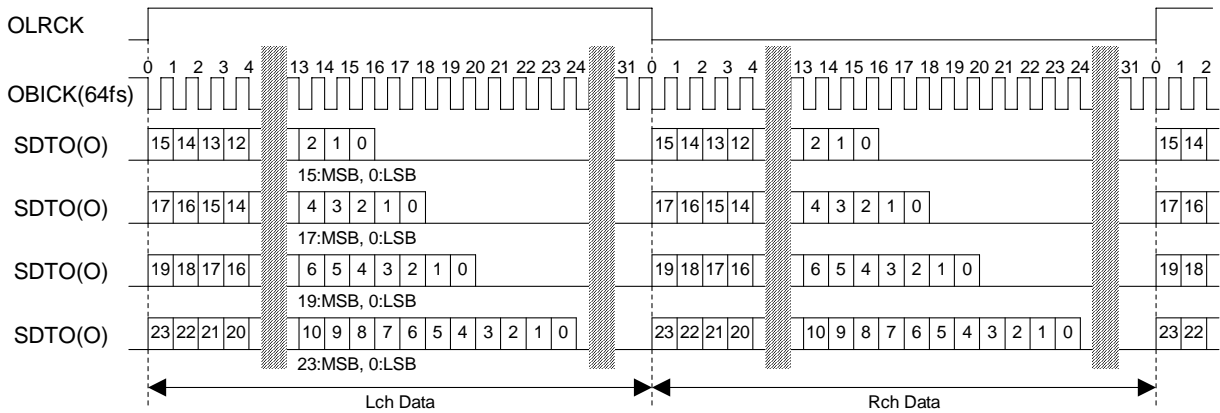 OLRCK
0 1 2 3 4 13 14 15 16 17 18 19 20 21 22 23 24 31 0 1 2 3 4 13 14 15 16 17 18 19 20 21 22 23 24 31 0 1 2
OBICK(64fs)
SDTO(O) 15 14 13 12 2 1 0 15 14 13 12 2 1 0 15 14
15:MSB, 0:LSB
SDTO(O) 17 16 15 14 4 3 2 1 0 17 16 15 14 4 3 2 1 0 17 16
17:MSB, 0:LSB
SDTO(O) 19 18 17 16 6 5 4 3 2 1 0 19 18 17 16 6 5 4 3 2 1 0 19 18
19:MSB, 0:LSB
SDTO(O) 23 22 21 20 10 9 8 7 6 5 4 3 2 1 0 23 22 21 20 10 9 8 7 6 5 4 3 2 1 0 23 22
23:MSB, 0:LSB
Lch Data Rch Data